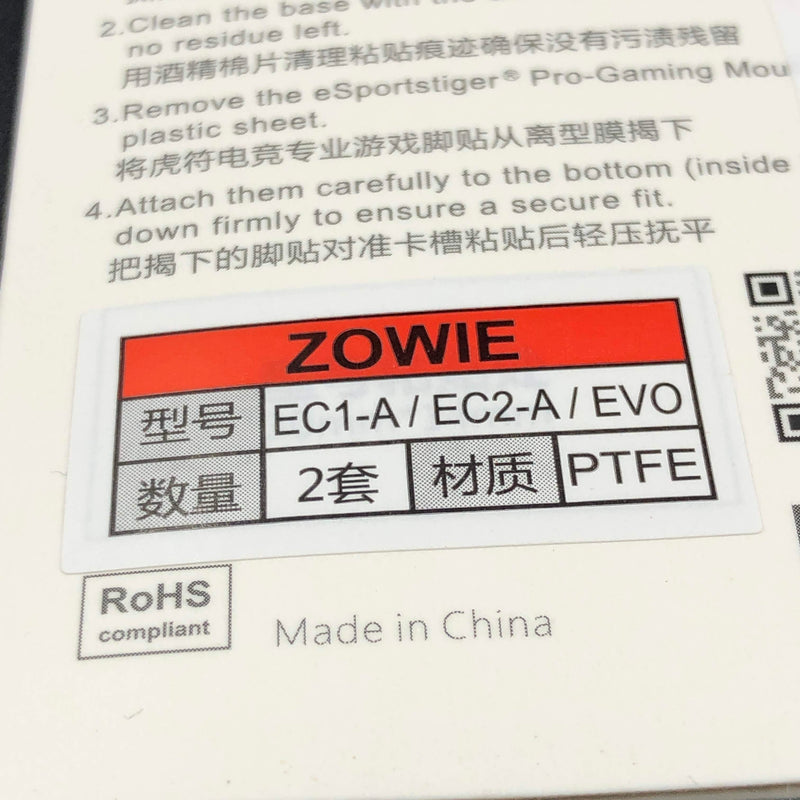 2.Clean the base with the
no residue left.
用酒精棉片清理粘贴痕迹确保没有污渍残留
3.Remove the eSportstiger® Pro-Gaming Mou
plastic sheet.
将虎符电竞专业游戏脚贴从离型膜揭下
4.Attach them carefully to the bottom (inside
down firmly to ensure a secure fit.
把揭下的脚贴对准卡槽粘贴后轻压抚平
ZOWIE
型号 EC1-A / EC2-A / EVO
数量 2套 材质 PTFE
RoHS
compliant
Made in China